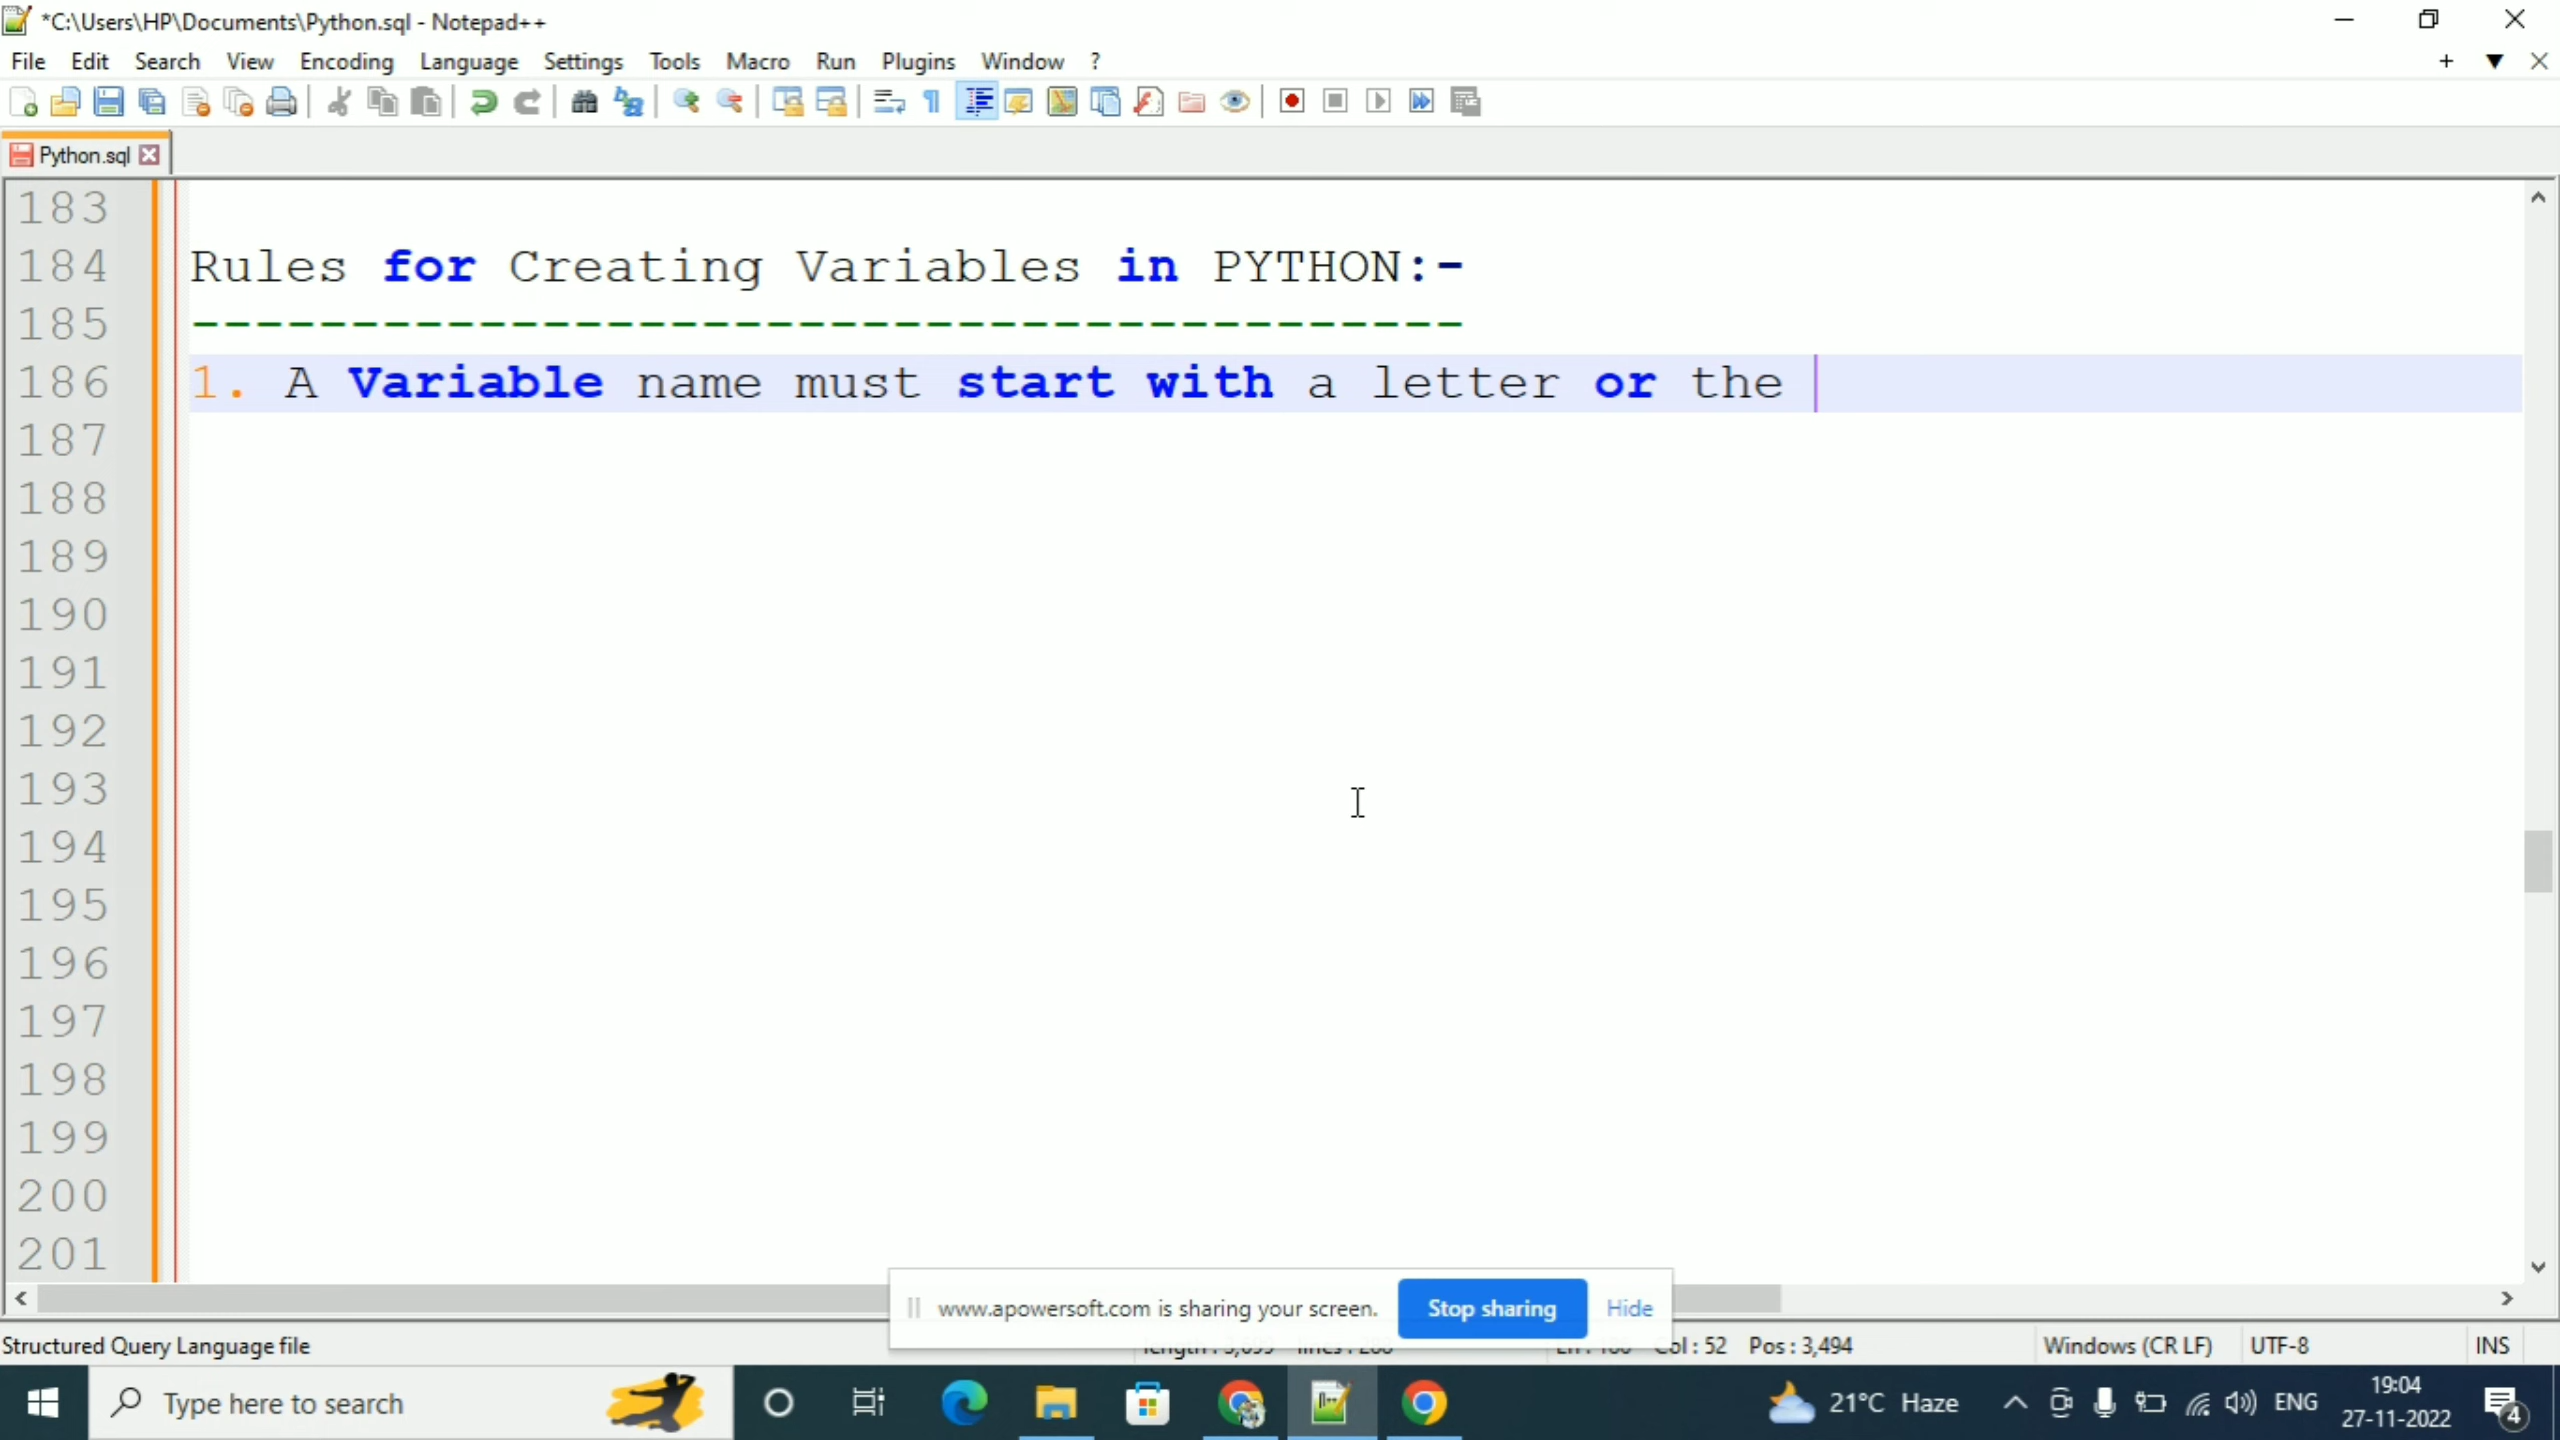 *C:\Users\HP\Documents\Python.sql - Notepad++
File Edit Search View Encoding Language Settings Tools Macro Run Plugins Window ?
Python.sql
183
184 Rules for Creating Variables in PYTHON:-
185 -----------------------------------------
186 1. A Variable name must start with a letter or the
187
188
189
190
191
192
193
194
195
196
197
198
199
200
201
www.apowersoft.com is sharing your screen. Stop sharing Hide
Structured Query Language file Col : 52 Pos : 3,494 Windows (CR LF) UTF-8 INS
Type here to search 21°C Haze ENG 19:04
27-11-2022 4